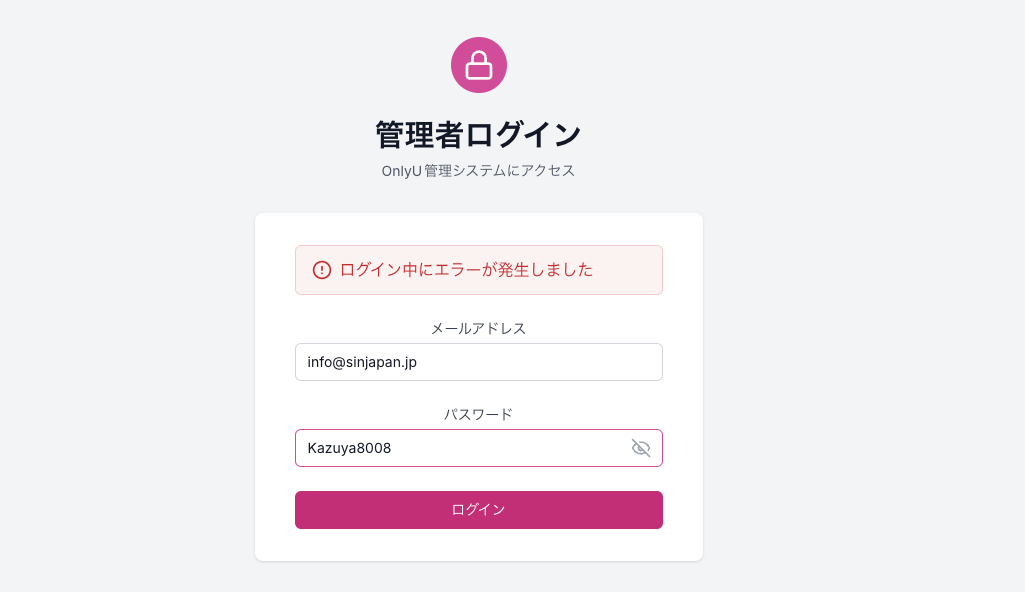 管理者ログイン
OnlyU 管理システムにアクセス
ログイン中にエラーが発生しました
メールアドレス
info@sinjapan.jp
パスワード
Kazuya8008
ログイン